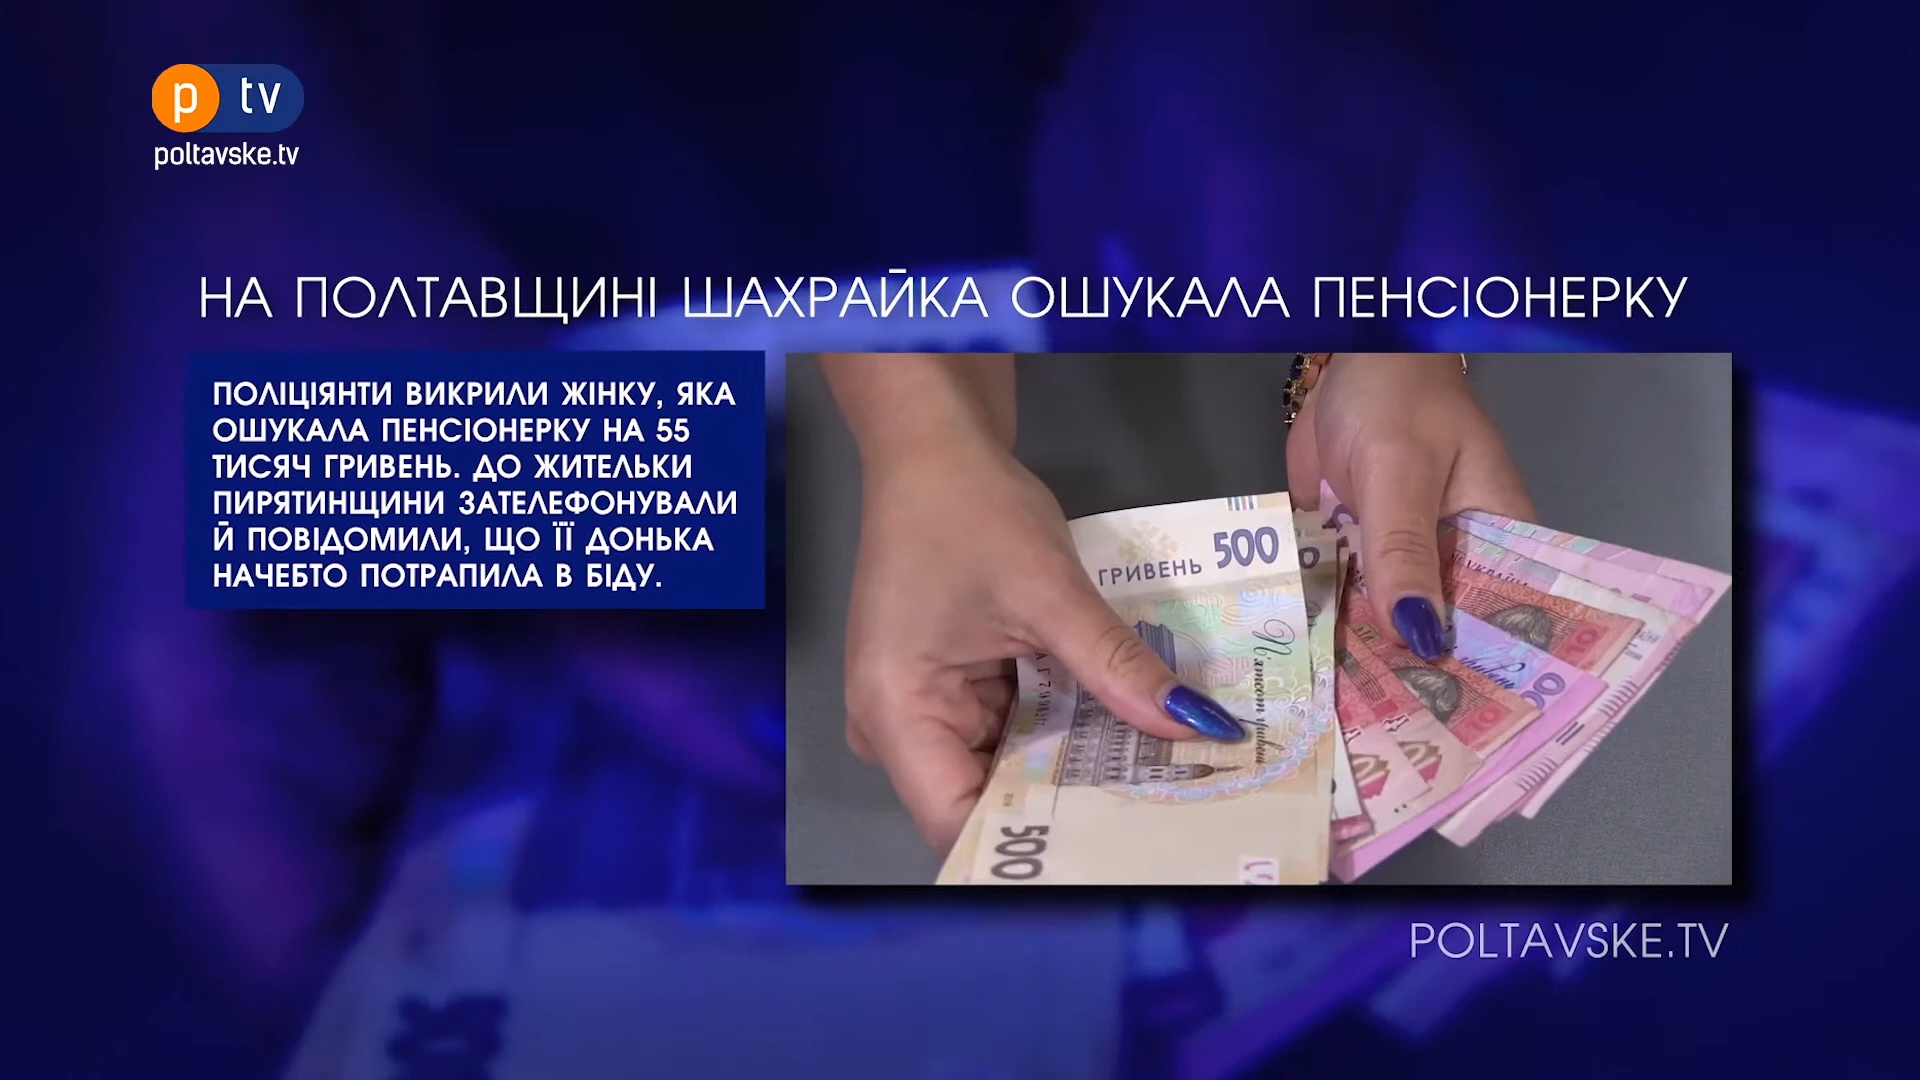 p tv
poltavske.tv
НА ПОЛТАВЩИНІ ШАХРАЙКА ОШУКАЛА ПЕНСІОНЕРКУ
ПОЛІЦІЯНТИ ВИКРИЛИ ЖІНКУ, ЯКА
ОШУКАЛА ПЕНСІОНЕРКУ НА 55
ТИСЯЧ ГРИВЕНЬ. ДО ЖИТЕЛЬКИ
ПИРЯТИНЩИНИ ЗАТЕЛЕФОНУВАЛИ
Й ПОВІДОМИЛИ, ЩО ЇЇ ДОНЬКА
НАЧЕБТО ПОТРАПИЛА В БІДУ.
ГРИВЕНЬ 500
500
POLTAVSKE.TV